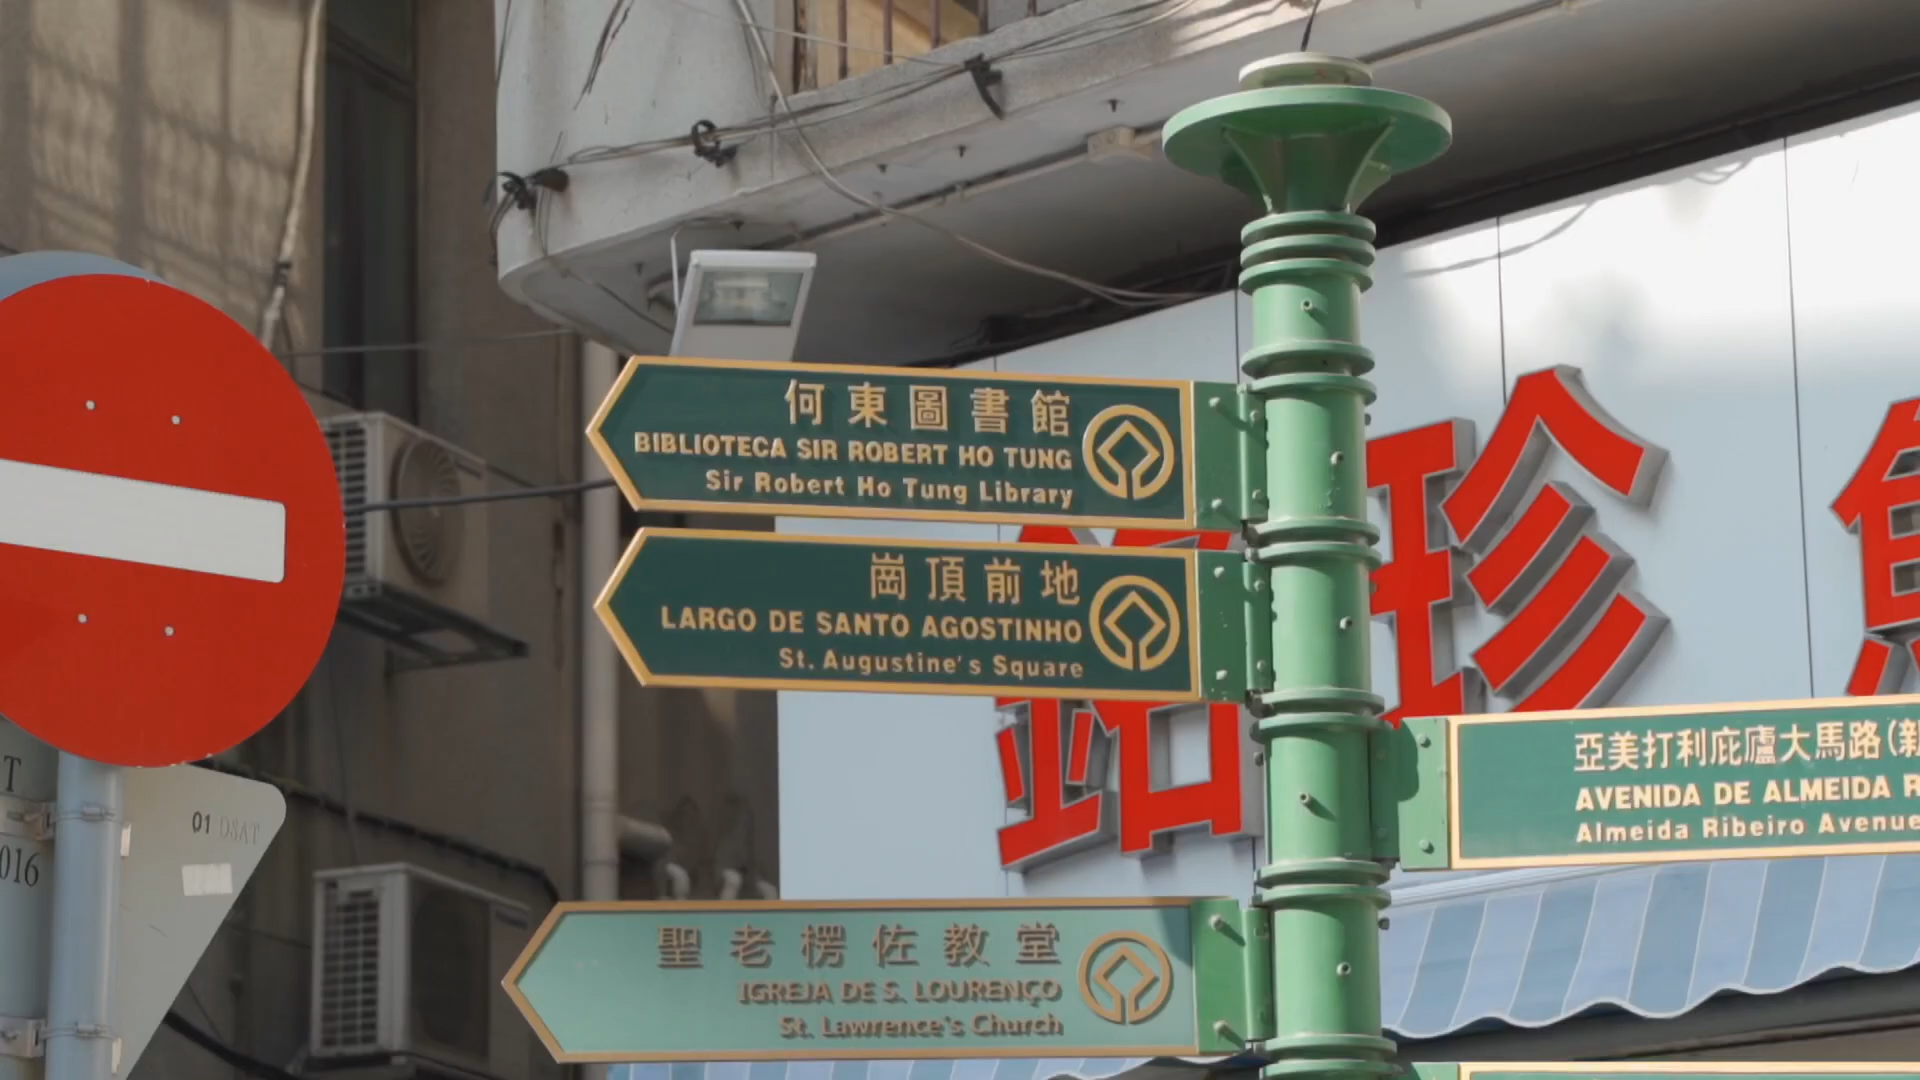 何東圖書館
BIBLIOTECA SIR ROBERT HO TUNG
Sir Robert Ho Tung Library
崗頂前地
LARGO DE SANTO AGOSTINHO
St. Augustine's Square
珍
亞美打利庇廬大馬路(新
AVENIDA DE ALMEIDA R
Almeida Ribeiro Avenue
T
01 DSAT
016
聖老楞佐教堂
IGREJA DE S. LOURENÇO
St. Lawrence's Church